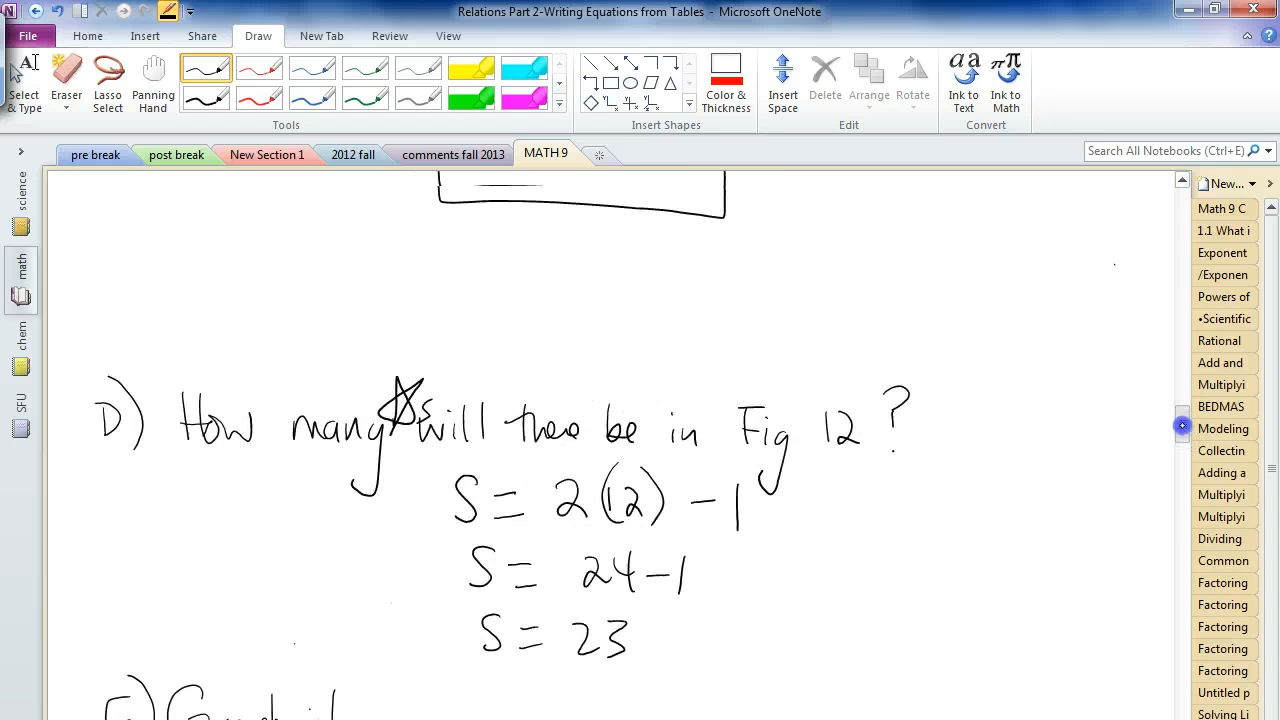 Relations Part 2-Writing Equations from Tables - Microsoft OneNote
File Home Insert Share Draw New Tab Review View
Select & Type
Eraser
Lasso Select
Panning Hand
Color & Thickness
Insert Space
Delete
Arrange
Rotate
Ink to Text
Ink to Math
Tools
Insert Shapes
Edit
Convert
pre break
post break
New Section 1
2012 fall
comments fall 2013
MATH 9
Search All Notebooks (Ctrl+E)
science
math
chem
SFU
New...
Math 9 C
1.1 What i
Exponent
/Exponen
Powers of
•Scientific
Rational
Add and
Multiplyi
BEDMAS
Modeling
Collectin
Adding a
Multiplyi
Multiplyi
Dividing
Common
Factoring
Factoring
Factoring
Factoring
Factoring
Untitled p
Solving Li
D) How many ☆s will there be in Fig 12?
S = 2(12) - 1
S = 24 - 1
S = 23